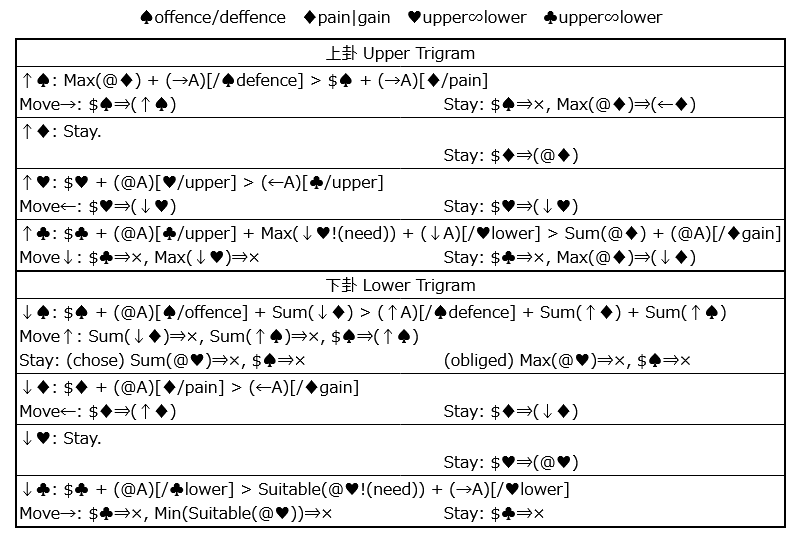 ♠offence/deffence ♦pain|gain ♥upper∽lower ♣upper∽lower
上卦 Upper Trigram
↑♠: Max(@♦) + (→A)[/♠defence] > $♠ + (→A)[♦/pain]
Move→: $♠⇒(↑♠) Stay: $♠⇒×, Max(@♦)⇒(←♦)
↑♦: Stay.
Stay: $♦⇒(@♦)
↑♥: $♥ + (@A)[♥/upper] > (←A)[♣/upper]
Move←: $♥⇒(↓♥) Stay: $♥⇒(↓♥)
↑♣: $♣ + (@A)[♣/upper] + Max(↓♥!(need)) + (↓A)[/♥lower] > Sum(@♦) + (@A)[/♦gain]
Move↓: $♣⇒×, Max(↓♥)⇒× Stay: $♣⇒×, Max(@♦)⇒(↓♦)
下卦 Lower Trigram
↓♠: $♠ + (@A)[♠/offence] + Sum(↓♦) > (↑A)[/♠defence] + Sum(↑♦) + Sum(↑♠)
Move↑: Sum(↓♦)⇒×, Sum(↑♠)⇒×, $♠⇒(↑♠)
Stay: (chose) Sum(@♥)⇒×, $♠⇒× (obliged) Max(@♥)⇒×, $♠⇒×
↓♦: $♦ + (@A)[♦/pain] > (←A)[/♦gain]
Move←: $♦⇒(↑♦) Stay: $♦⇒(↓♦)
↓♥: Stay.
Stay: $♥⇒(@♥)
↓♣: $♣ + (@A)[/♣lower] > Suitable(@♥!(need)) + (→A)[/♥lower]
Move→: $♣⇒×, Min(Suitable(@♥))⇒× Stay: $♣⇒×